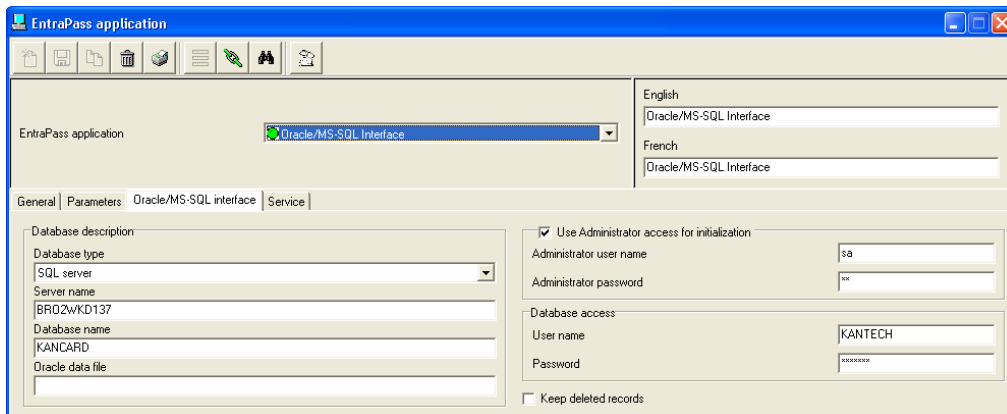 EntraPass application
English
Oracle/MS-SQL Interface
EntraPass application
Oracle/MS-SQL Interface
French
Oracle/MS-SQL Interface
General Parameters Oracle/MS-SQL interface Service
Database description
Database type
SQL server
Server name
BRO2WKD137
Database name
KANCARD
Oracle data file
Use Administrator access for initialization
Administrator user name
sa
Administrator password
**
Database access
User name
KANTECH
Password
*******
Keep deleted records